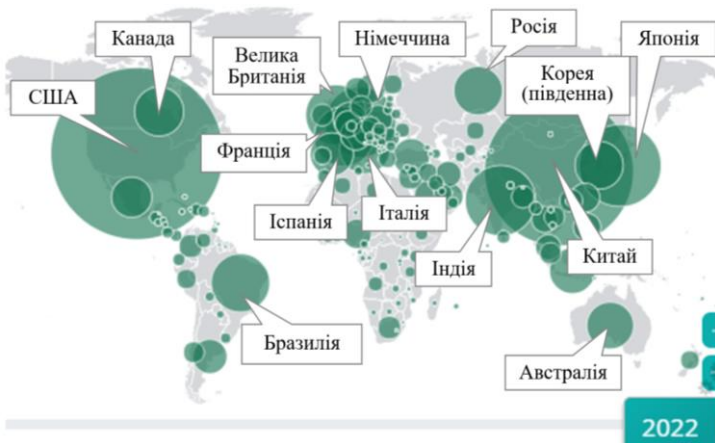 Канада
Велика
Британія
Німеччина
Росія
Японія
США
Корея
(південна)
Франція
Іспанія
Італія
Індія
Китай
Бразилія
Австралія
2022